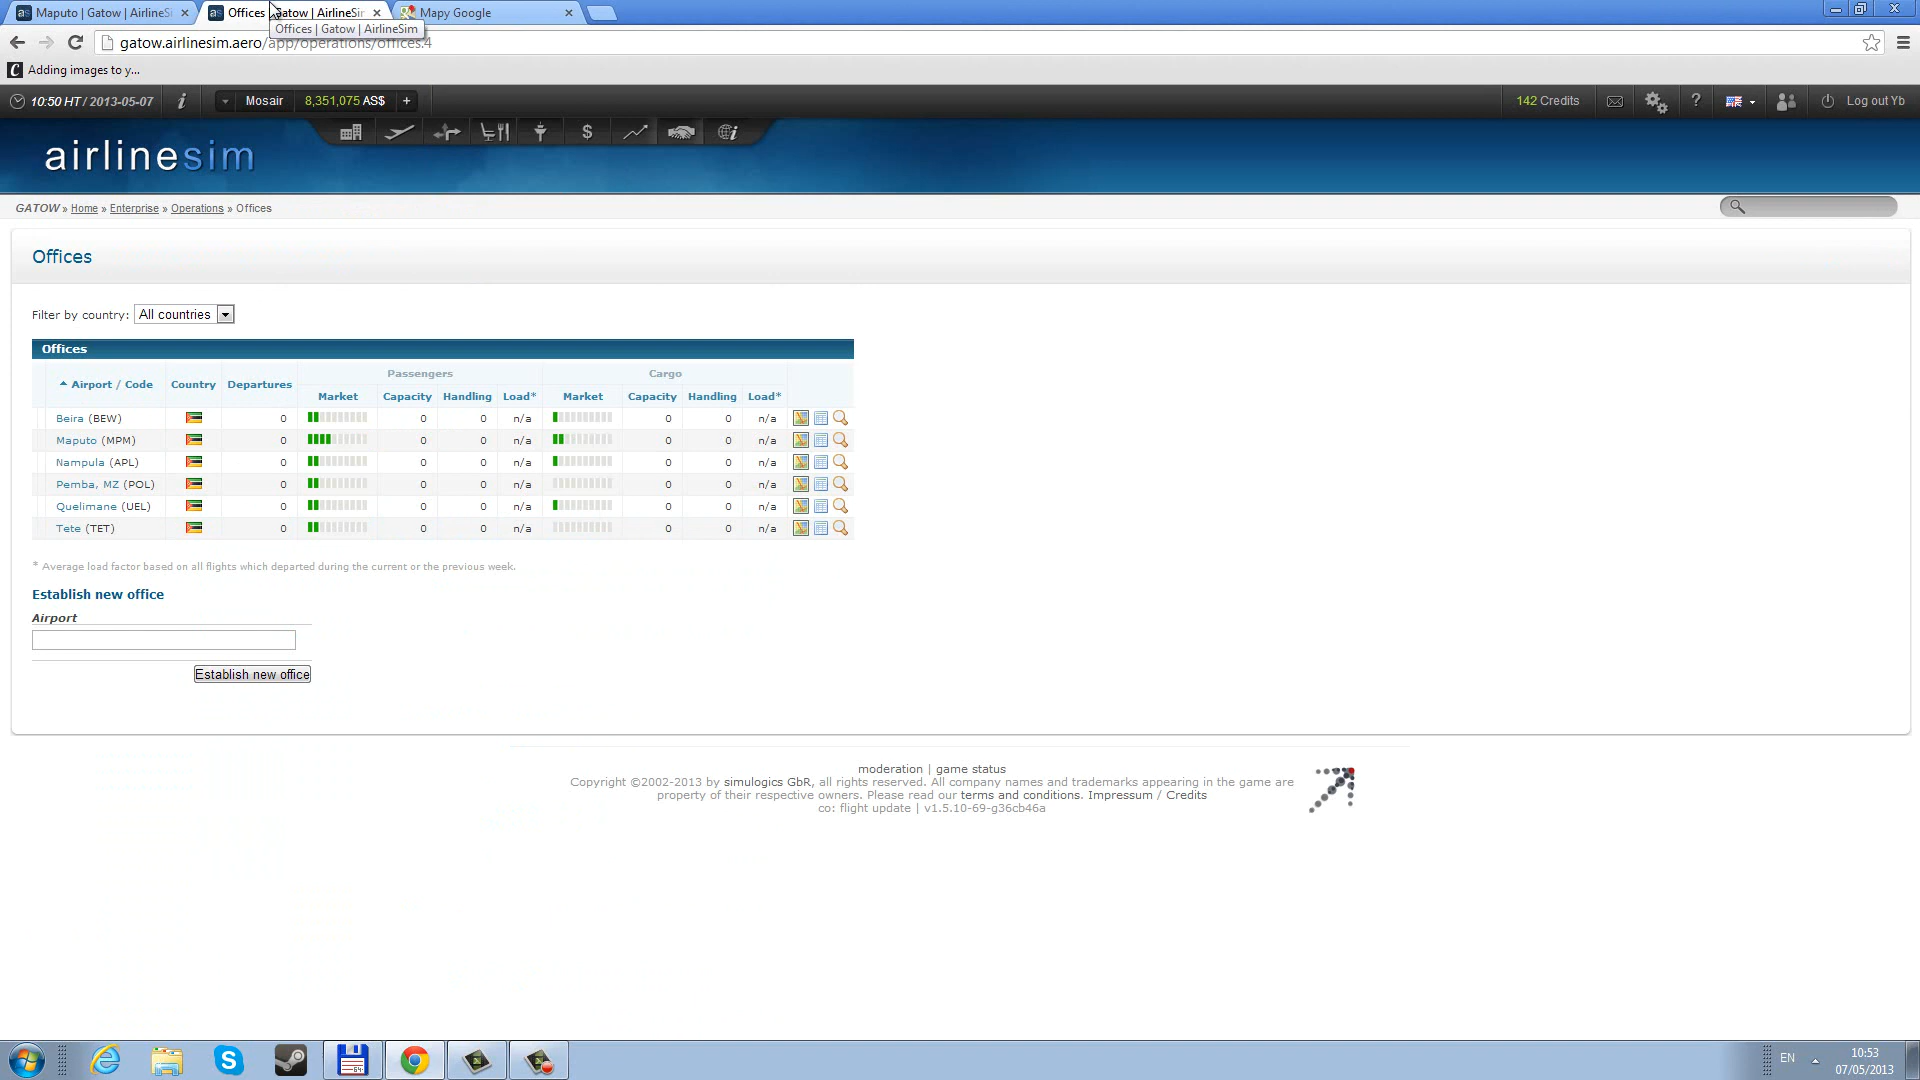 Maputo | Gatow | AirlineSi
Offices | Gatow | AirlineSim
Mapy Google
Offices | Gatow | AirlineSim
gatow.airlinesim.aero/app/operations/offices.4
Adding images to y...
10:50 HT / 2013-05-07
i
Mosair
8,351,075 AS$
+
142 Credits
?
Log out Yb
airlinesim
GATOW » Home » Enterprise » Operations » Offices
Offices
Filter by country: All countries
Offices
Passengers Cargo
Airport / Code Country Departures
Market Capacity Handling Load* Market Capacity Handling Load*
Beira (BEW) 0 0 0 n/a 0 0 n/a
Maputo (MPM) 0 0 0 n/a 0 0 n/a
Nampula (APL) 0 0 0 n/a 0 0 n/a
Pemba, MZ (POL) 0 0 0 n/a 0 0 n/a
Quelimane (UEL) 0 0 0 n/a 0 0 n/a
Tete (TET) 0 0 0 n/a 0 0 n/a
* Average load factor based on all flights which departed during the current or the previous week.
Establish new office
Airport
Establish new office
moderation | game status
Copyright ©2002-2013 by simulogics GbR, all rights reserved. All company names and trademarks appearing in the game are
property of their respective owners. Please read our terms and conditions. Impressum / Credits
co: flight update | v1.5.10-69-g36cb46a
EN
10:53
07/05/2013